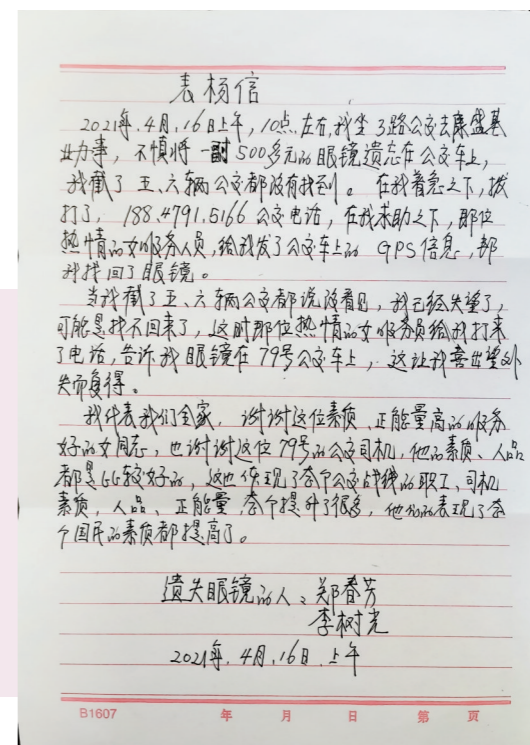 表杨信
2021年.4月.16日上午,10点左右,我坐3路公交去康盛基
业办事,不慎将一副500多元的眼镜遗忘在公交车上,
我截了五、六辆公交都没有找到。在我着急之下,拨
打了,188.4791.5166公交电话,在我求助之下,那位
热情的女服务人员,给我发了公交车上的GPS信息,帮
我找回了眼镜。
当我截了五、六辆公交都说没看见,我已经失望了,
可能是找不回来了,这时那位热情的女服务员给我打来
了电话,告诉我眼镜在79号公交车上,这让我喜出望外
失而复得。
我代表我们全家,谢谢这位素质、正能量高的服务
好的女同志,也谢谢这位79号的公交司机,他的素质、人品
都是比较好的,这也体现了整个公交战线的职工、司机
素质,人品、正能量,整个提升了很多,他们的表现了整
个国民的素质都提高了。
遗失眼镜的人:郑春芳
李树光
2021年.4月.16日.上午
B1607 年 月 日 第 页